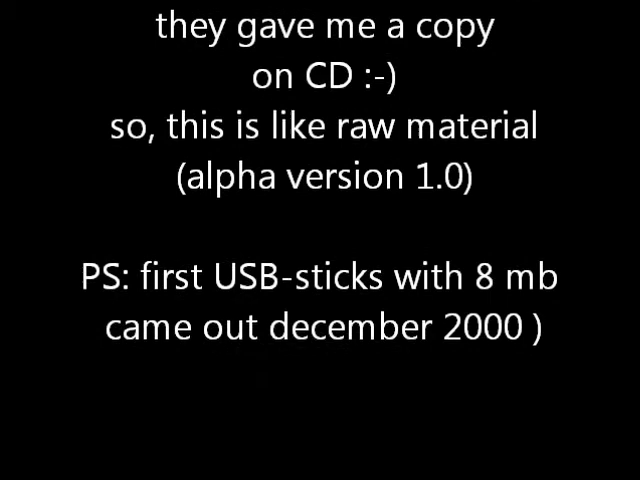 they gave me a copy
on CD :-)
so, this is like raw material
(alpha version 1.0)
PS: first USB-sticks with 8 mb
came out december 2000 )